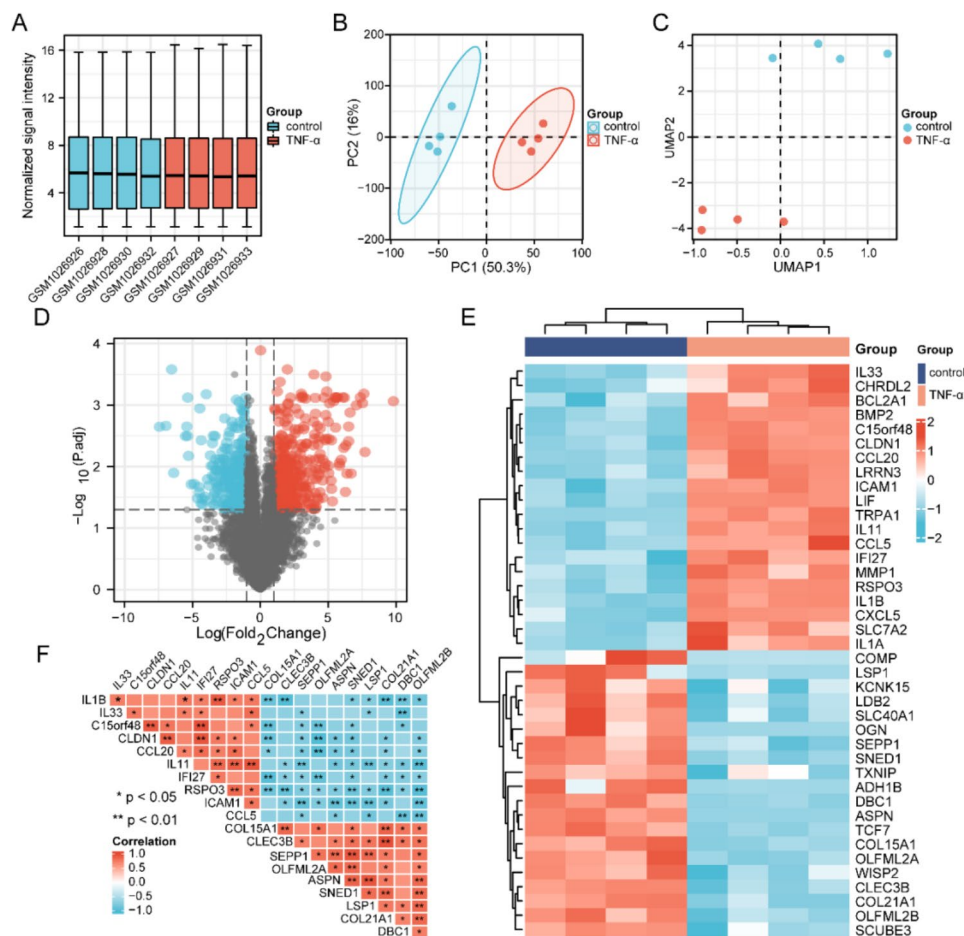 A
Normalized signal intensity
16
12
8
4
GSM1026926
GSM1026928
GSM1026930
GSM1026932
GSM1026927
GSM1026929
GSM1026931
GSM1026933
Group
control
TNF-α
B
PC2 (16%)
200
100
0
−100
−200
−100
−50
0
50
100
PC1 (50.3%)
Group
control
TNF-α
C
UMAP2
4
2
0
−2
−4
0.0
0.5
1.0
UMAP1
Group
control
TNF-α
D
−Log 10 (P.adj)
4
3
2
1
0
−10.0
−5.0
0.0
5.0
10.0
Log(Fold2Change)
E
Group
IL33
CHRDL2
BCL2A1
BMP2
C15orf48
CLDN1
CCL20
LRRN3
ICAM1
LIF
TRPA1
IL11
CCL5
IFI27
MMP1
RSPO3
IL1B
CXCL5
SLC7A2
IL1A
COMP
LSP1
KCNK15
LDB2
SLC40A1
OGN
SEPP1
SNED1
TXNIP
ADH1B
DBC1
ASPN
TCF7
COL15A1
OLFML2A
WISP2
CLEC3B
COL21A1
OLFML2B
SCUBE3
Group
control
TNF-α
2
1
0
−1
−2
F
IL33
C15orf48
CLDN1
CCL20
IL11
IFI27
RSPO3
ICAM1
CCL5
COL15A1
CLEC3B
SEPP1
OLFML2A
ASPN
SNED1
LSP1
COL21A1
DBC1
OLFML2B
IL1B
IL33
C15orf48
CLDN1
CCL20
IL11
IFI27
RSPO3
ICAM1
CCL5
COL15A1
CLEC3B
SEPP1
OLFML2A
ASPN
SNED1
LSP1
COL21A1
DBC1
* p < 0.05
** p < 0.01
Correlation
1.0
0.5
0.0
−0.5
−1.0